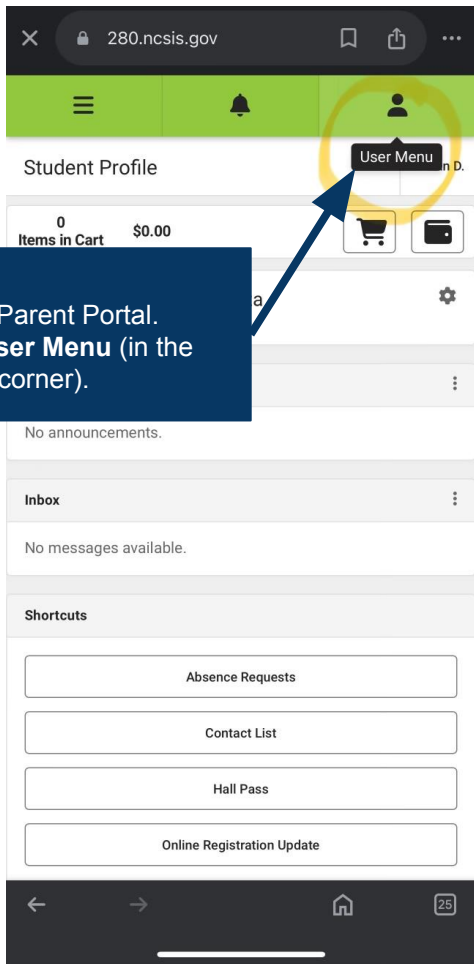 280.ncsis.gov
Student Profile
User Menu
n D.
0
Items in Cart
$0.00
a
Parent Portal.
ser Menu (in the
corner).
No announcements.
Inbox
No messages available.
Shortcuts
Absence Requests
Contact List
Hall Pass
Online Registration Update
25